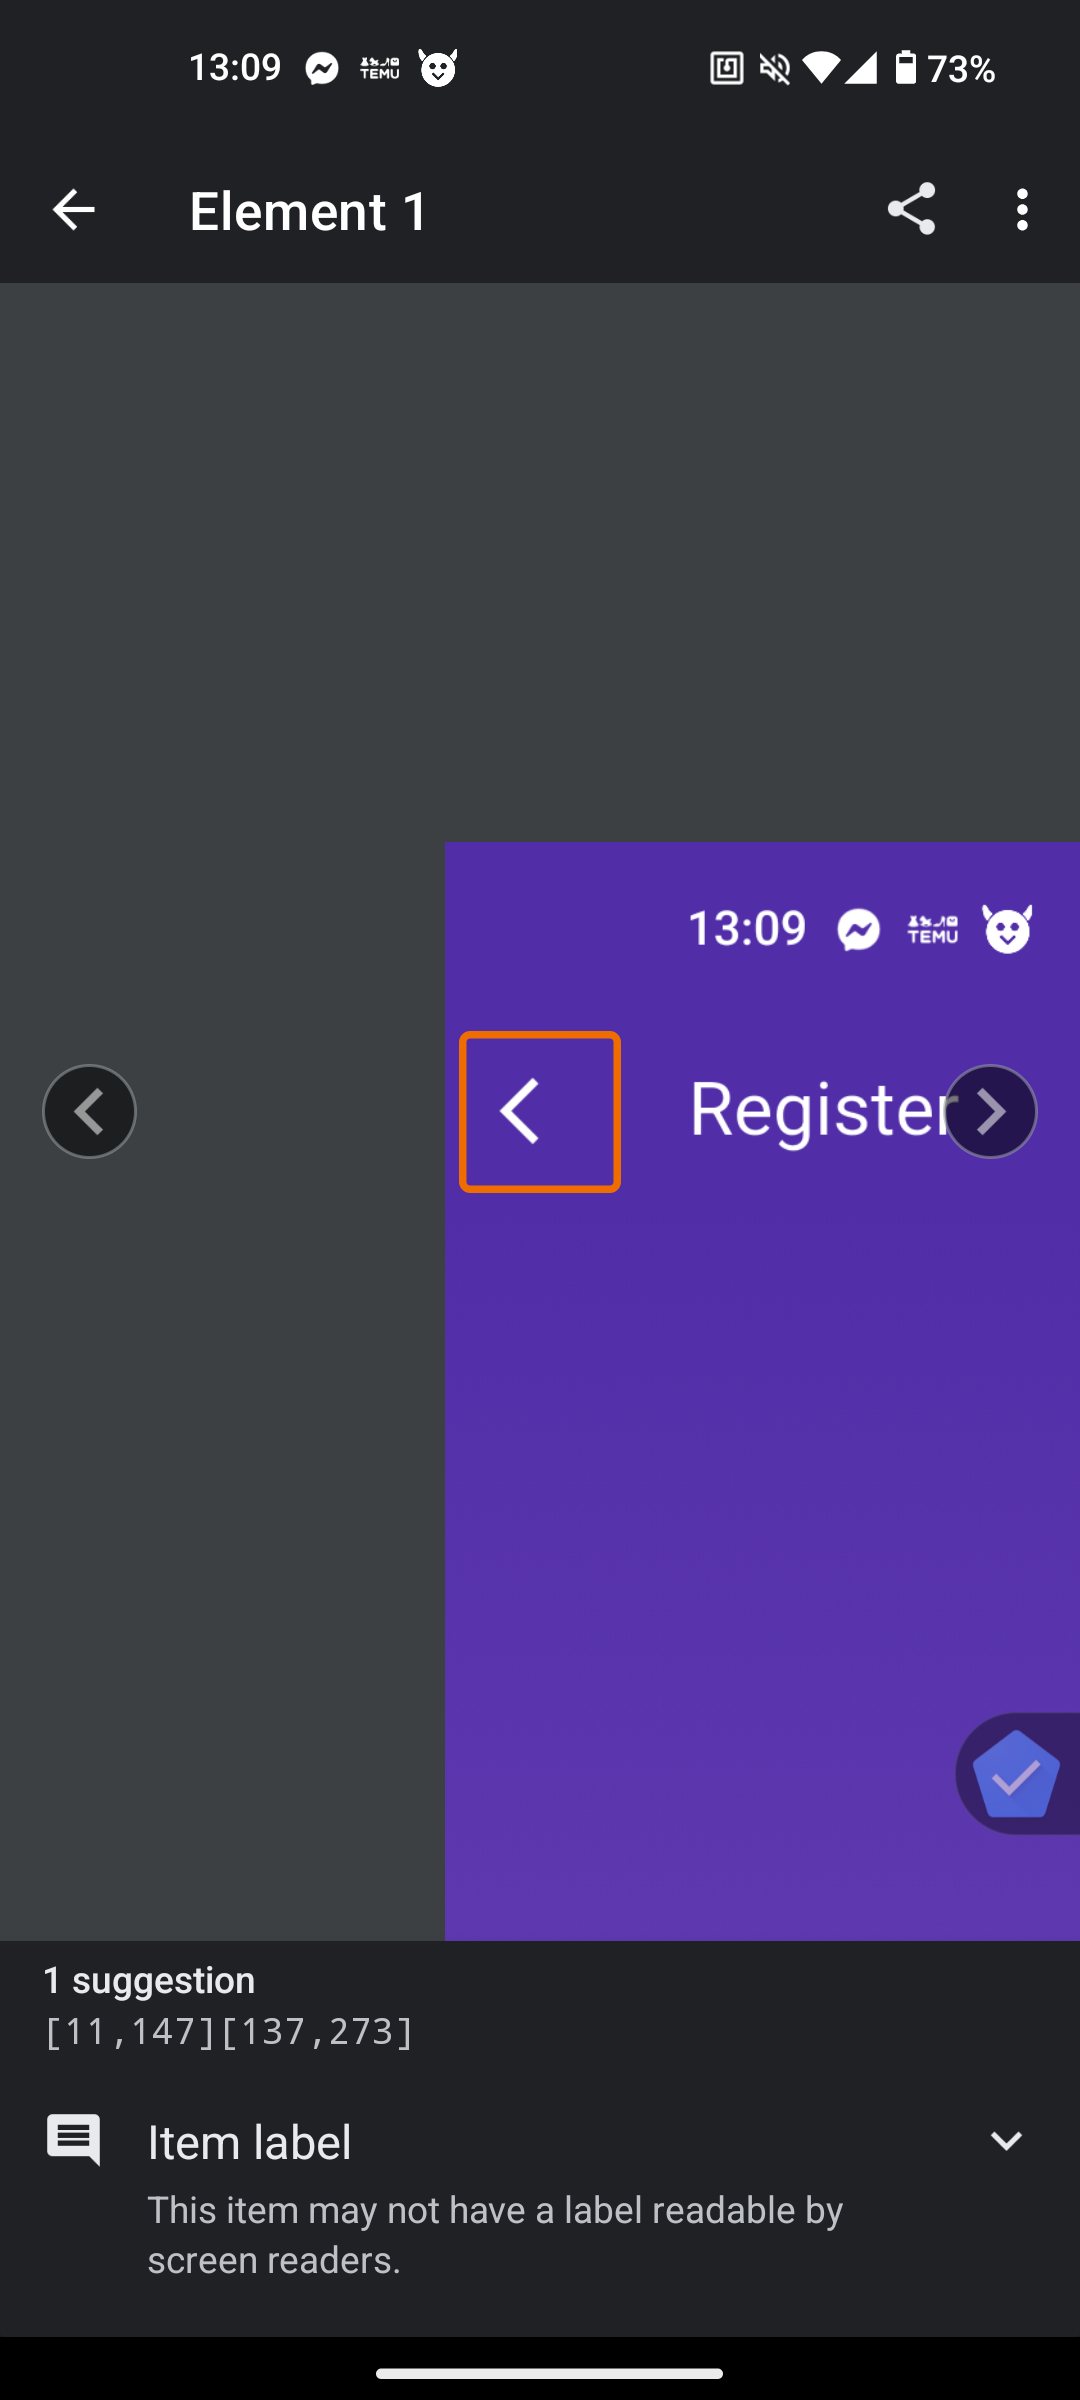 13:09 TEMU 73%
Element 1
13:09 TEMU
Register
1 suggestion
[11,147][137,273]
Item label
This item may not have a label readable by
screen readers.